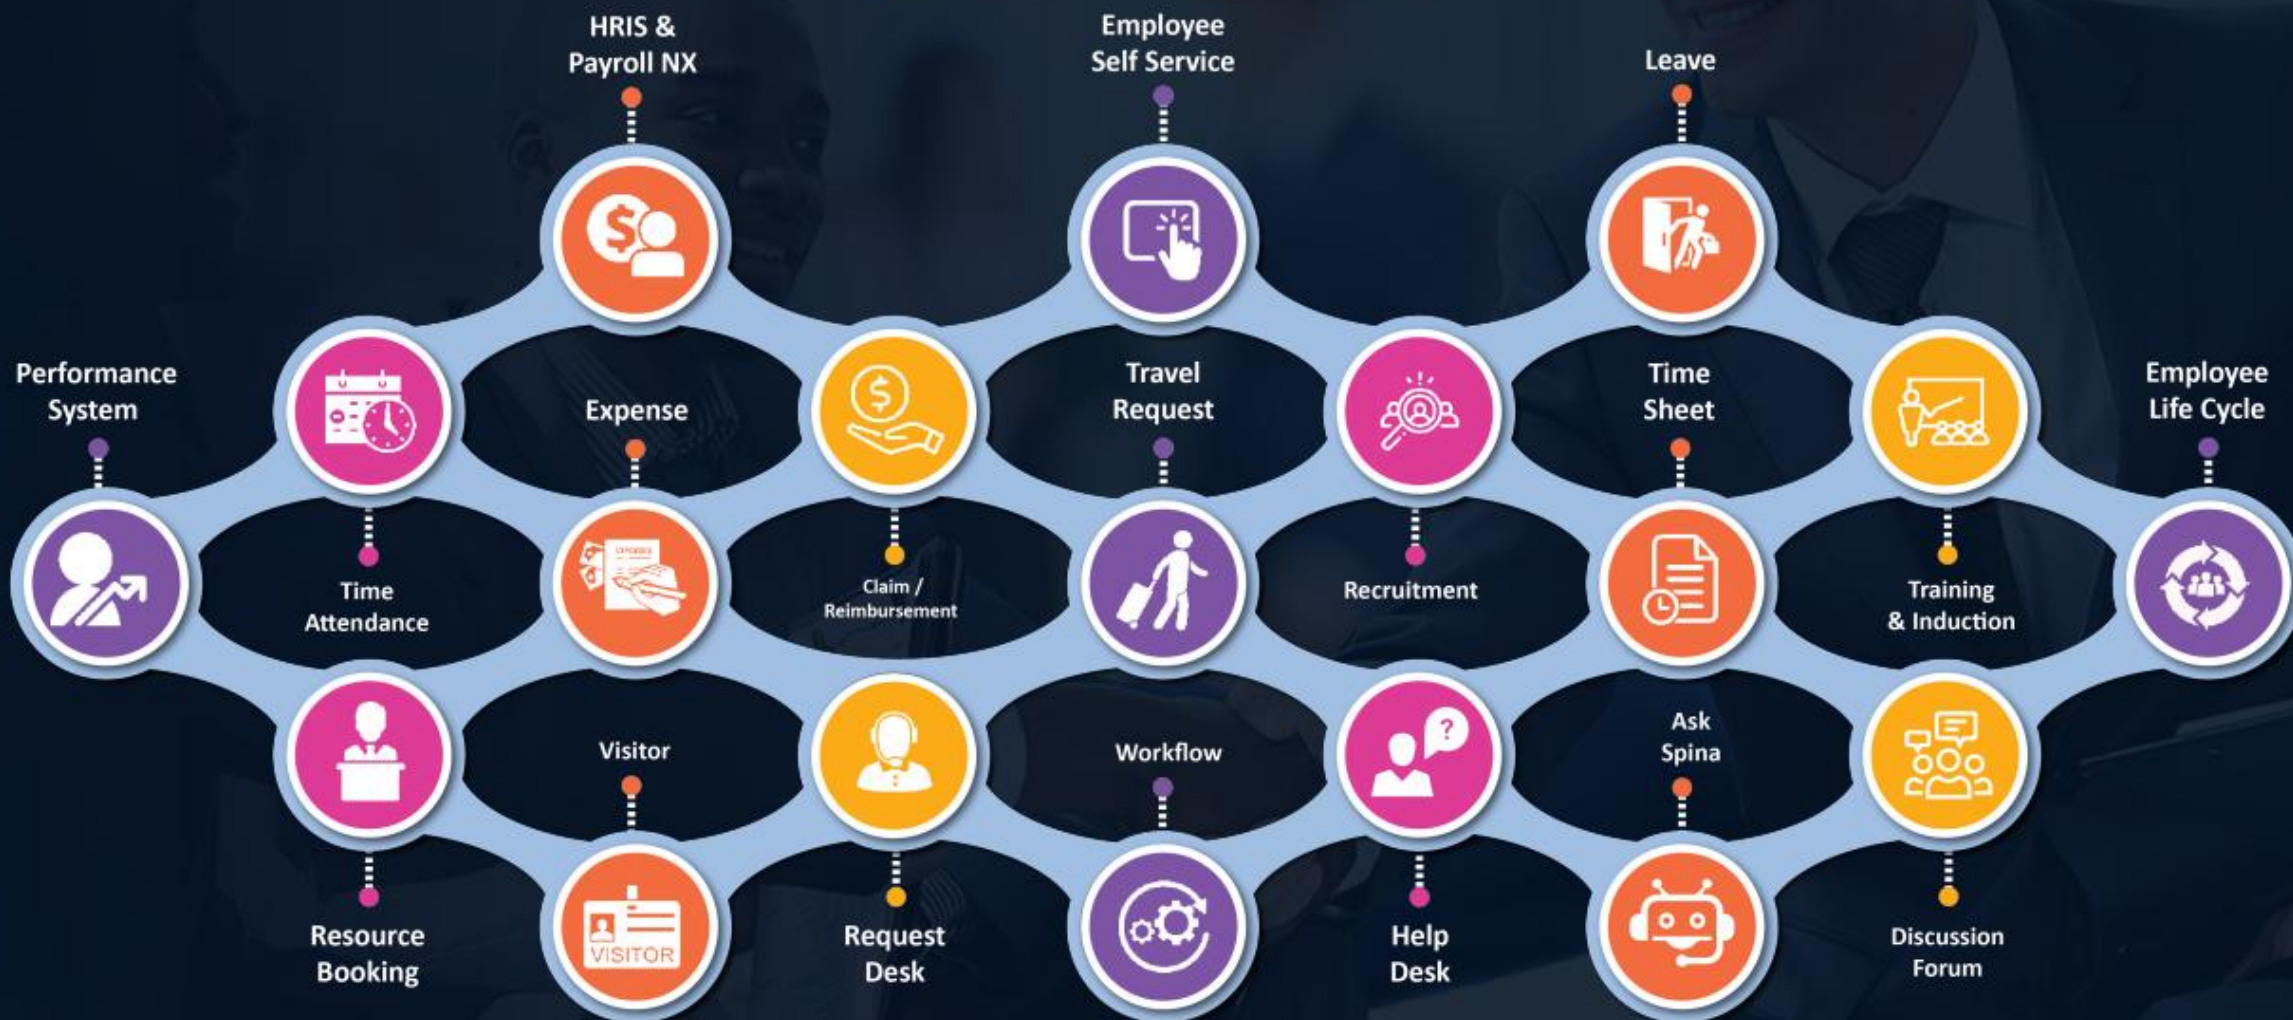 HRIS &
Payroll NX
Employee
Self Service
Leave
Performance
System
Expense
Travel
Request
Time
Sheet
Employee
Life Cycle
Time
Attendance
Claim /
Reimbursement
Recruitment
Training
& Induction
Visitor
Workflow
Ask
Spina
Resource
Booking
VISITOR
Request
Desk
Help
Desk
Discussion
Forum